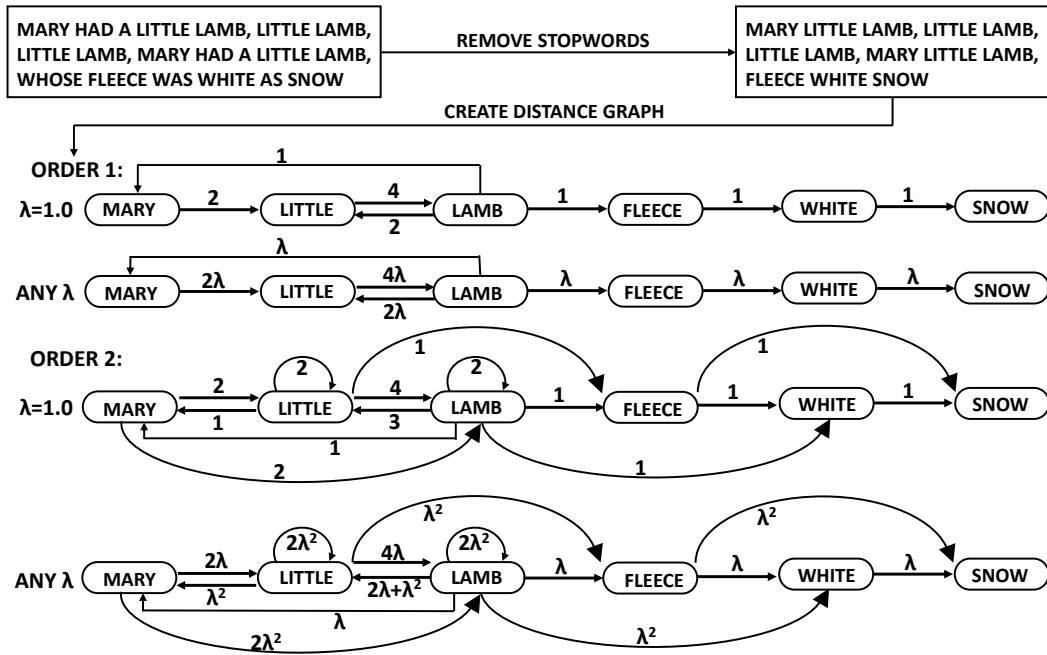 MARY HAD A LITTLE LAMB, LITTLE LAMB,
LITTLE LAMB, MARY HAD A LITTLE LAMB,
WHOSE FLEECE WAS WHITE AS SNOW
REMOVE STOPWORDS
MARY LITTLE LAMB, LITTLE LAMB,
LITTLE LAMB, MARY LITTLE LAMB,
FLEECE WHITE SNOW
CREATE DISTANCE GRAPH
ORDER 1:
1
λ=1.0 MARY 2 LITTLE 4 2 LAMB 1 FLEECE 1 WHITE 1 SNOW
λ
ANY λ MARY 2λ LITTLE 4λ 2λ LAMB λ FLEECE λ WHITE λ SNOW
ORDER 2:
2 1 2 1
λ=1.0 MARY 2 1 LITTLE 4 3 LAMB 1 FLEECE 1 WHITE 1 SNOW
1
2 1
2λ² λ² 2λ² λ²
ANY λ MARY 2λ λ² LITTLE 4λ 2λ+λ² LAMB λ FLEECE λ WHITE λ SNOW
λ
2λ² λ²